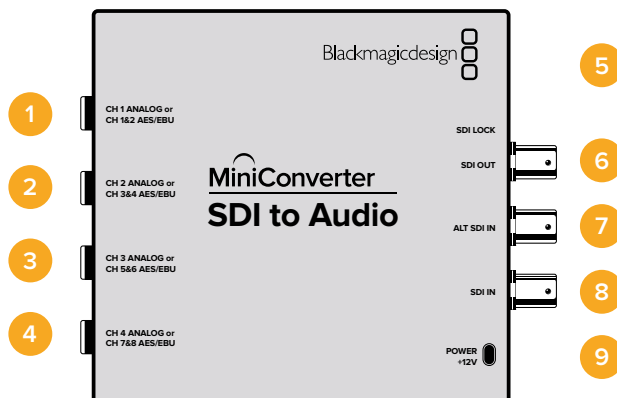 Blackmagicdesign
5
1
CH 1 ANALOG or
CH 1&2 AES/EBU
SDI LOCK
SDI OUT
6
2
CH 2 ANALOG or
CH 3&4 AES/EBU
MiniConverter
SDI to Audio
ALT SDI IN
7
3
CH 3 ANALOG or
CH 5&6 AES/EBU
SDI IN
8
4
CH 4 ANALOG or
CH 7&8 AES/EBU
POWER
+12V
9